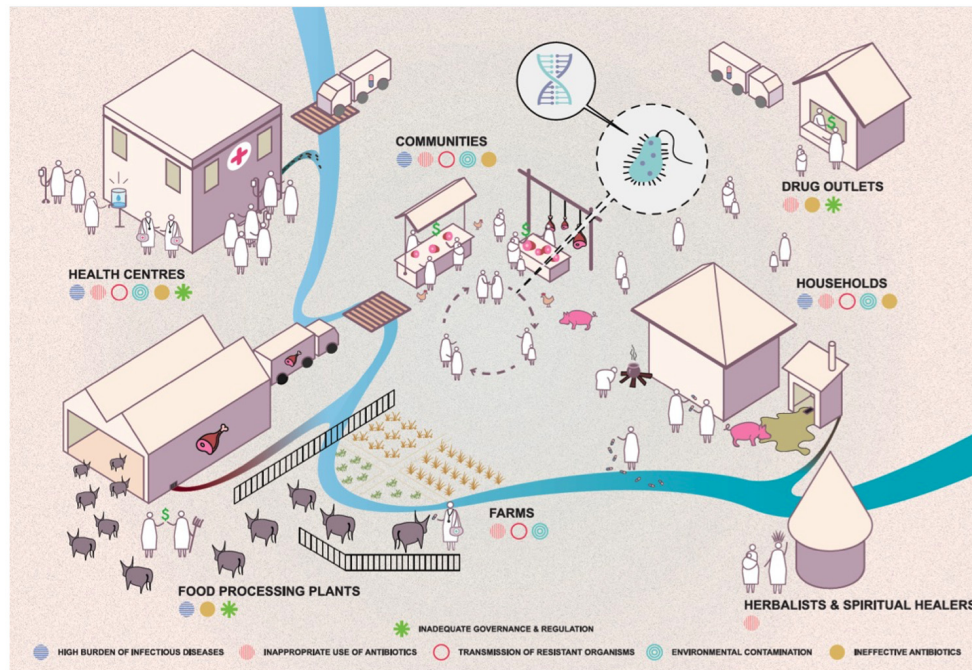 COMMUNITIES
DRUG OUTLETS
HEALTH CENTRES
HOUSEHOLDS
FARMS
FOOD PROCESSING PLANTS
HERBALISTS & SPIRITUAL HEALERS
INADEQUATE GOVERNANCE & REGULATION
HIGH BURDEN OF INFECTIOUS DISEASES INAPPROPRIATE USE OF ANTIBIOTICS TRANSMISSION OF RESISTANT ORGANISMS ENVIRONMENTAL CONTAMINATION INEFFECTIVE ANTIBIOTICS